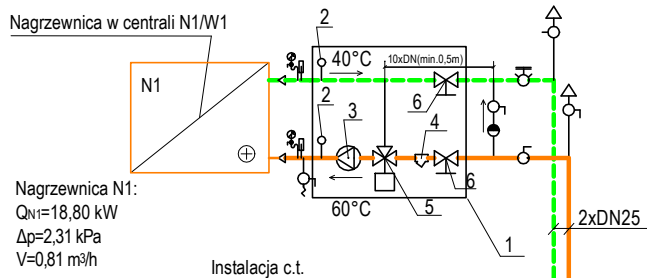 Nagrzewnica w centrali N1/W1
2
40°C
10xDN(min.0,5m)
N1
2
3
4
6
60°C
5
6
1
2xDN25
Nagrzewnica N1:
QN1=18,80 kW
Δp=2,31 kPa
V=0,81 m³/h
Instalacja c.t.